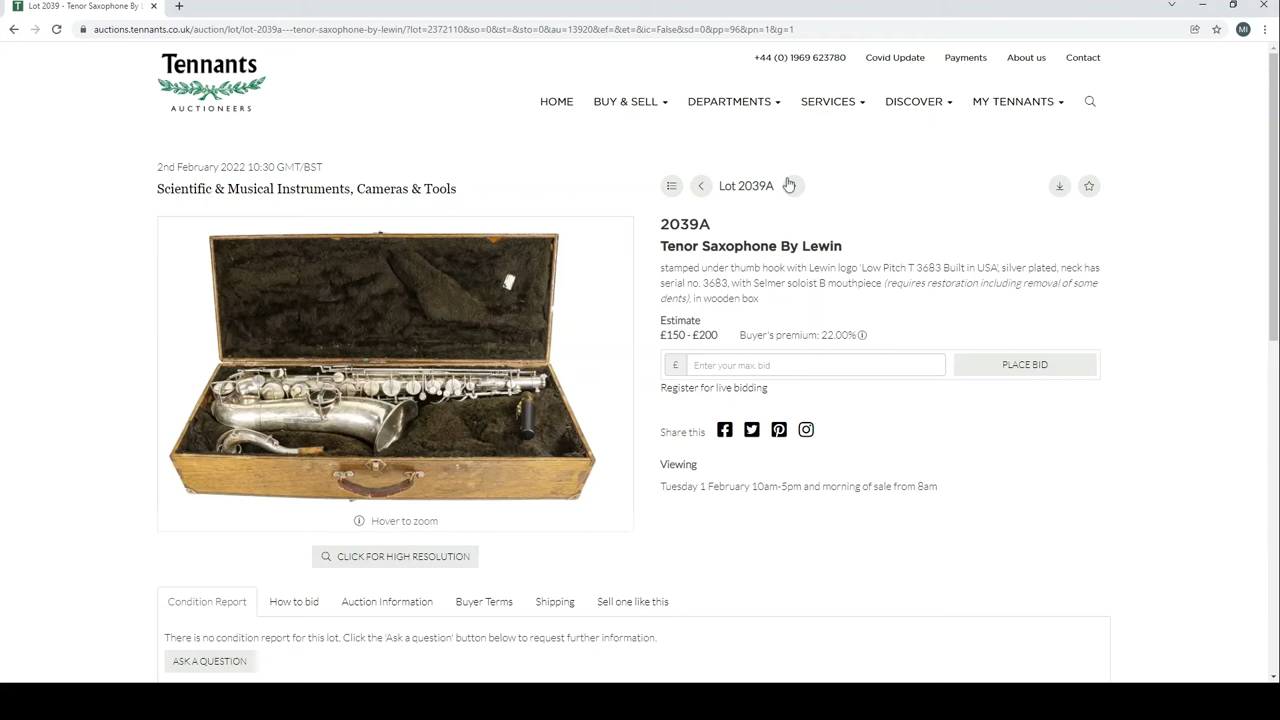 Lot 2039 - Tenor Saxophone By L
auctions.tennants.co.uk/auction/lot/lot-2039a---tenor-saxophone-by-lewin/?lot=2372110&so=0&st=&sto=0&au=13920&ef=&et=&ic=False&sd=0&pp=96&pn=1&g=1
MI
Tennants
AUCTIONEERS
+44 (0) 1969 623780 Covid Update Payments About us Contact
HOME BUY & SELL DEPARTMENTS SERVICES DISCOVER MY TENNANTS
2nd February 2022 10:30 GMT/BST
Scientific & Musical Instruments, Cameras & Tools
Lot 2039A
2039A
Tenor Saxophone By Lewin
stamped under thumb hook with Lewin logo 'Low Pitch T 3683 Built in USA', silver plated, neck has
serial no. 3683, with Selmer soloist B mouthpiece (requires restoration including removal of some
dents), in wooden box
Estimate
£150 - £200 Buyer's premium: 22.00%
£ Enter your max. bid PLACE BID
Register for live bidding
Share this
Viewing
Tuesday 1 February 10am-5pm and morning of sale from 8am
Hover to zoom
CLICK FOR HIGH RESOLUTION
Condition Report How to bid Auction Information Buyer Terms Shipping Sell one like this
There is no condition report for this lot. Click the 'Ask a question' button below to request further information.
ASK A QUESTION